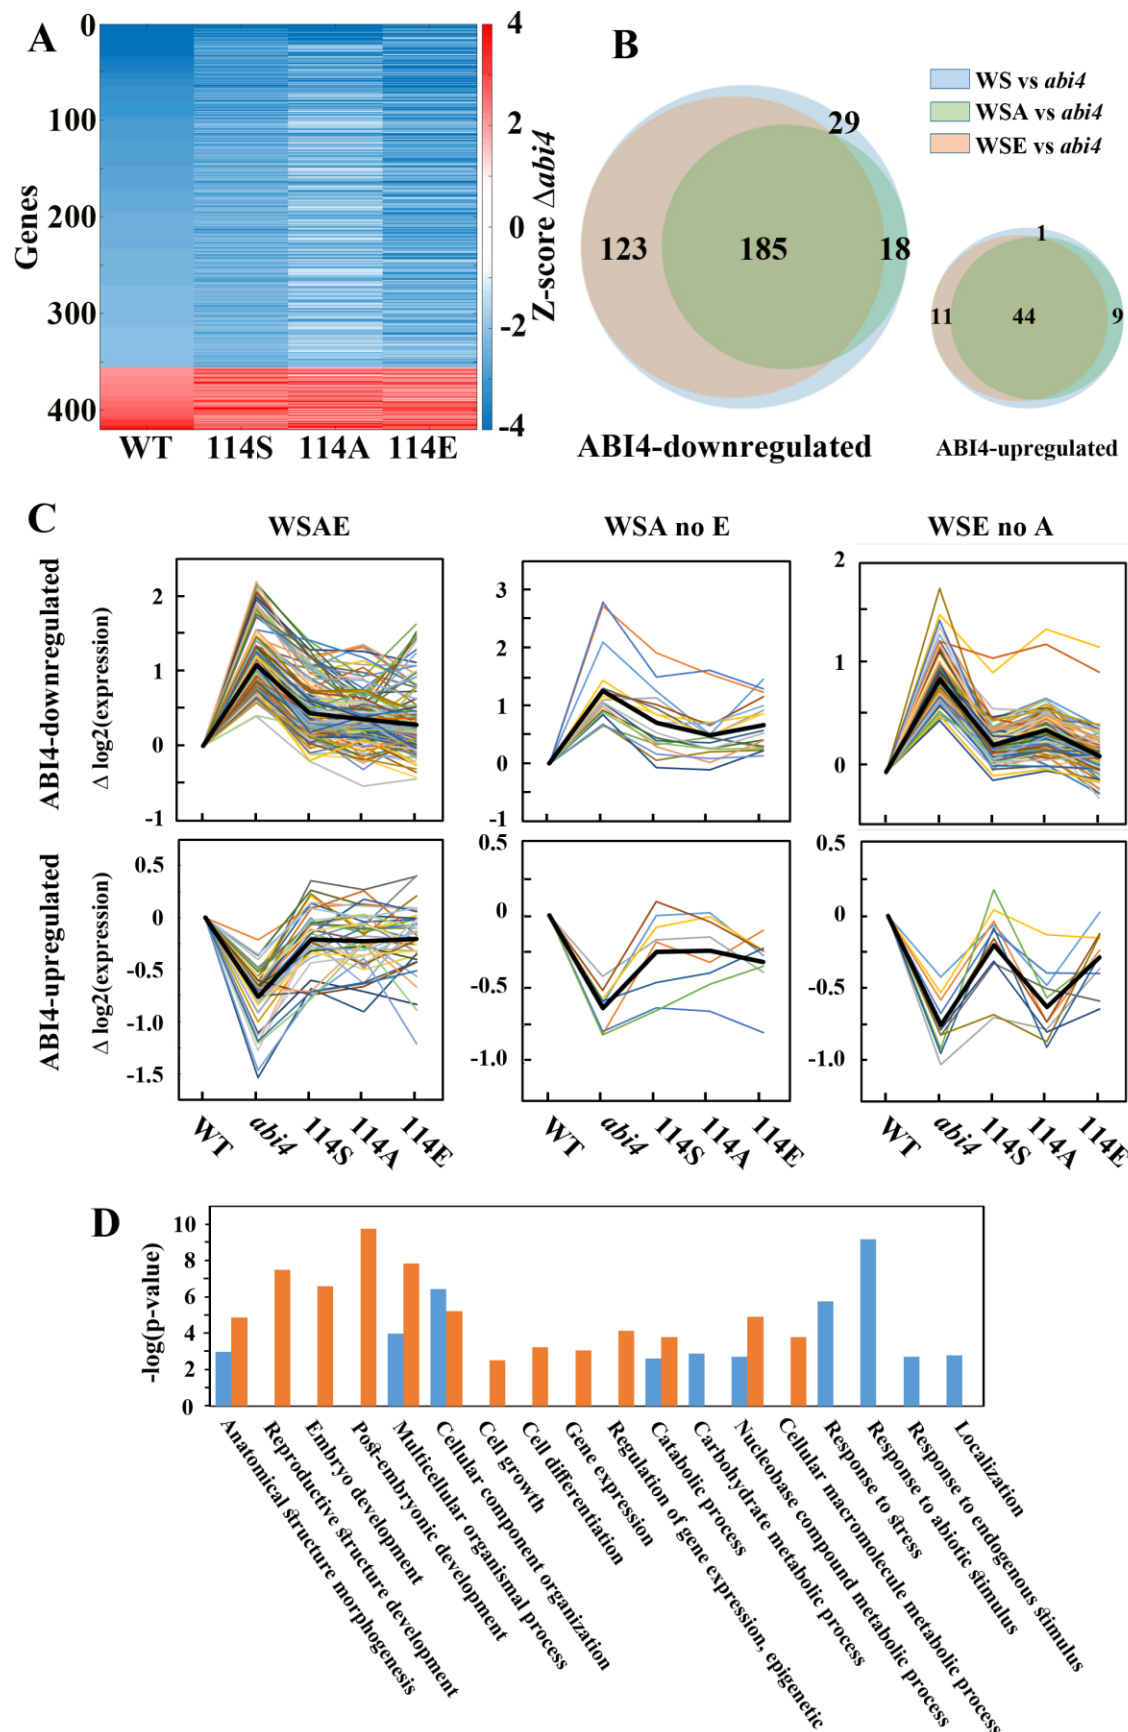 A
0
100
200
300
400
Genes
WT 114S 114A 114E
4
2
0
-2
-4
Z-score Δabi4
B
WS vs abi4
WSA vs abi4
WSE vs abi4
29
123
185
18
ABI4-downregulated
1
11
44
9
ABI4-upregulated
C
WSAE
WSA no E
WSE no A
ABI4-downregulated
Δ log2(expression)
2
1
0
-1
3
2
1
0
-1
2
1
0
ABI4-upregulated
Δ log2(expression)
0.5
0
-0.5
-1.0
-1.5
0.5
0
-0.5
-1.0
0.5
0
-0.5
-1.0
WT abi4 114S 114A 114E
WT abi4 114S 114A 114E
WT abi4 114S 114A 114E
D
-log(p-value)
10
8
6
4
2
0
Anatomical structure morphogenesis
Reproductive structure development
Embryo development
Post-embryonic development
Multicellular organismal process
Cellular component organization
Cell growth
Cell differentiation
Gene expression
Regulation of gene expression, epigenetic
Catabolic process
Carbohydrate metabolic process
Nucleobase compound metabolic process
Cellular macromolecule metabolic process
Response to stress
Response to abiotic stimulus
Response to endogenous stimulus
Localization